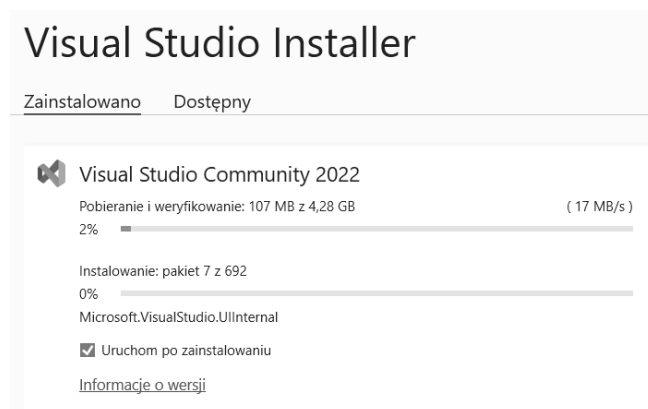 Visual Studio Installer
Zainstalowano Dostępny
Visual Studio Community 2022
Pobieranie i weryfikowanie: 107 MB z 4,28 GB ( 17 MB/s )
2%
Instalowanie: pakiet 7 z 692
0%
Microsoft.VisualStudio.UIInternal
Uruchom po zainstalowaniu
Informacje o wersji